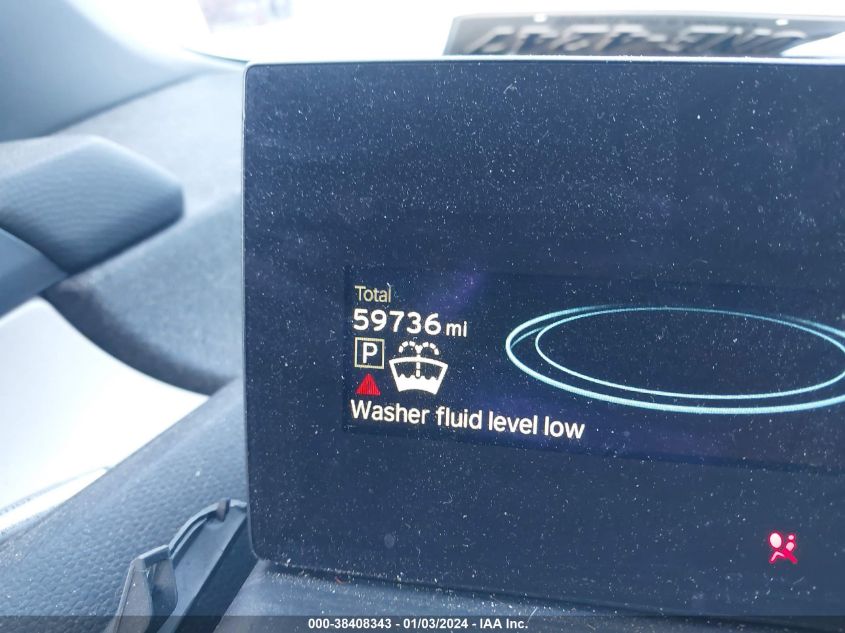 Total
59736 mi
P
Washer fluid level low
000-38408343 - 01/03/2024 - IAA Inc.